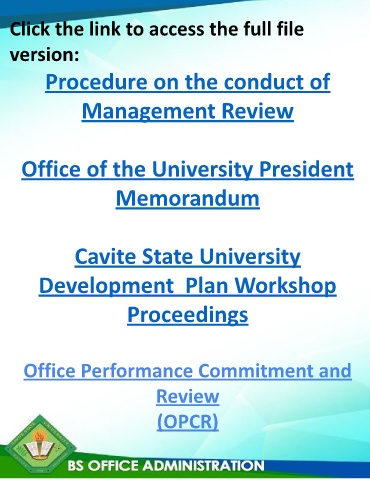 Click the link to access the full file
version:
Procedure on the conduct of
Management Review
Office of the University President
Memorandum
Cavite State University
Development Plan Workshop
Proceedings
Office Performance Commitment and
Review
(OPCR)
BS OFFICE ADMINISTRATION